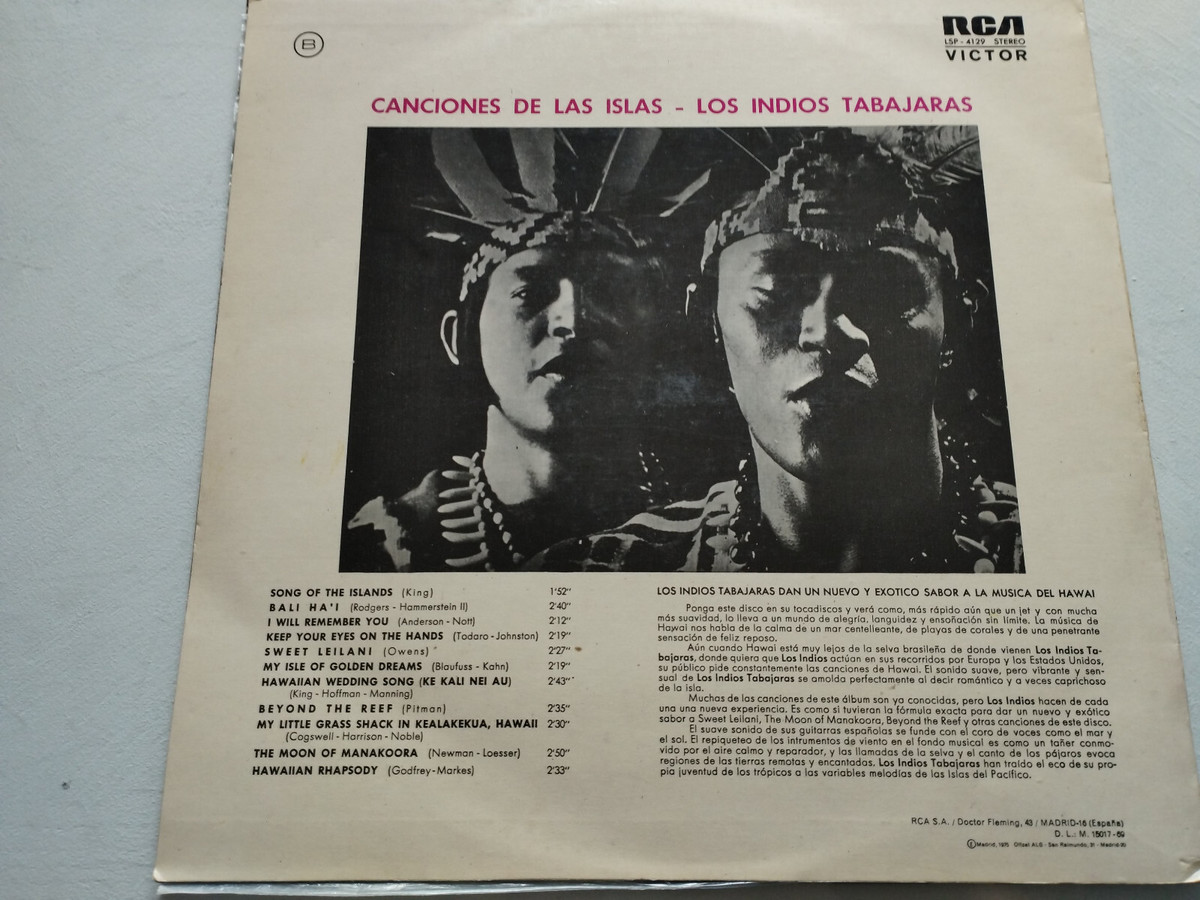 B
RCA
LSP - 4129 STEREO
VICTOR
CANCIONES DE LAS ISLAS - LOS INDIOS TABAJARAS
SONG OF THE ISLANDS (King) 1'52"
BALI HA'I (Rodgers - Hammerstein II) 2'40"
I WILL REMEMBER YOU (Anderson - Nott) 2'12"
KEEP YOUR EYES ON THE HANDS (Todaro - Johnston) 2'19"
SWEET LEILANI (Owens) 2'27"
MY ISLE OF GOLDEN DREAMS (Blaufuss - Kahn) 2'19"
HAWAIIAN WEDDING SONG (KE KALI NEI AU) 2'43"
(King - Hoffman - Manning)
BEYOND THE REEF (Pitman) 2'35"
MY LITTLE GRASS SHACK IN KEALAKEKUA, HAWAII 2'30"
(Cogswell - Harrison - Noble)
THE MOON OF MANAKOORA (Newman - Loesser) 2'50"
HAWAIIAN RHAPSODY (Godfrey - Markes) 2'33"
LOS INDIOS TABAJARAS DAN UN NUEVO Y EXOTICO SABOR A LA MUSICA DEL HAWAI
Ponga este disco en su tocadiscos y verá como, más rápido aún que un jet y con mucha
más suavidad, lo lleva a un mundo de alegría, languidez y ensoñación sin límite. La música de
Hawai nos habla de la calma de un mar centelleante, de playas de corales y de una penetrante
sensación de feliz reposo.
Aún cuando Hawai está muy lejos de la selva brasileña de donde vienen Los Indios Ta-
bajaras, donde quiera que Los Indios actúan en sus recorridos por Europa y los Estados Unidos,
su público pide constantemente las canciones de Hawai. El sonido suave, pero vibrante y sen-
sual de Los Indios Tabajaras se amolda perfectamente al decir romántico y a veces caprichoso
de la isla.
Muchas de las canciones de este álbum son ya conocidas, pero Los Indios hacen de cada
una una nueva experiencia. Es como si tuvieran la fórmula exacta para dar un nuevo y exótico
sabor a Sweet Leilani, The Moon of Manakoora, Beyond the Reef y otras canciones de este disco.
El suave sonido de sus guitarras españolas se funde con el coro de voces como el mar y
el sol. El repiqueteo de los intrumentos de viento en el fondo musical es como un tañer conmo-
vido por el aire calmo y reparador, y las llamadas de la selva y el canto de los pájaros evoca
regiones de las tierras remotas y encantadas. Los Indios Tabajaras han traído el eco de su pro-
pia juventud de los trópicos a las variables melodías de las Islas del Pacífico.
RCA S.A. / Doctor Fleming, 43 / MADRID-16 (España)
D. L.: M. 15017-69
Madrid, 1975 Offset ALG - San Raimundo,